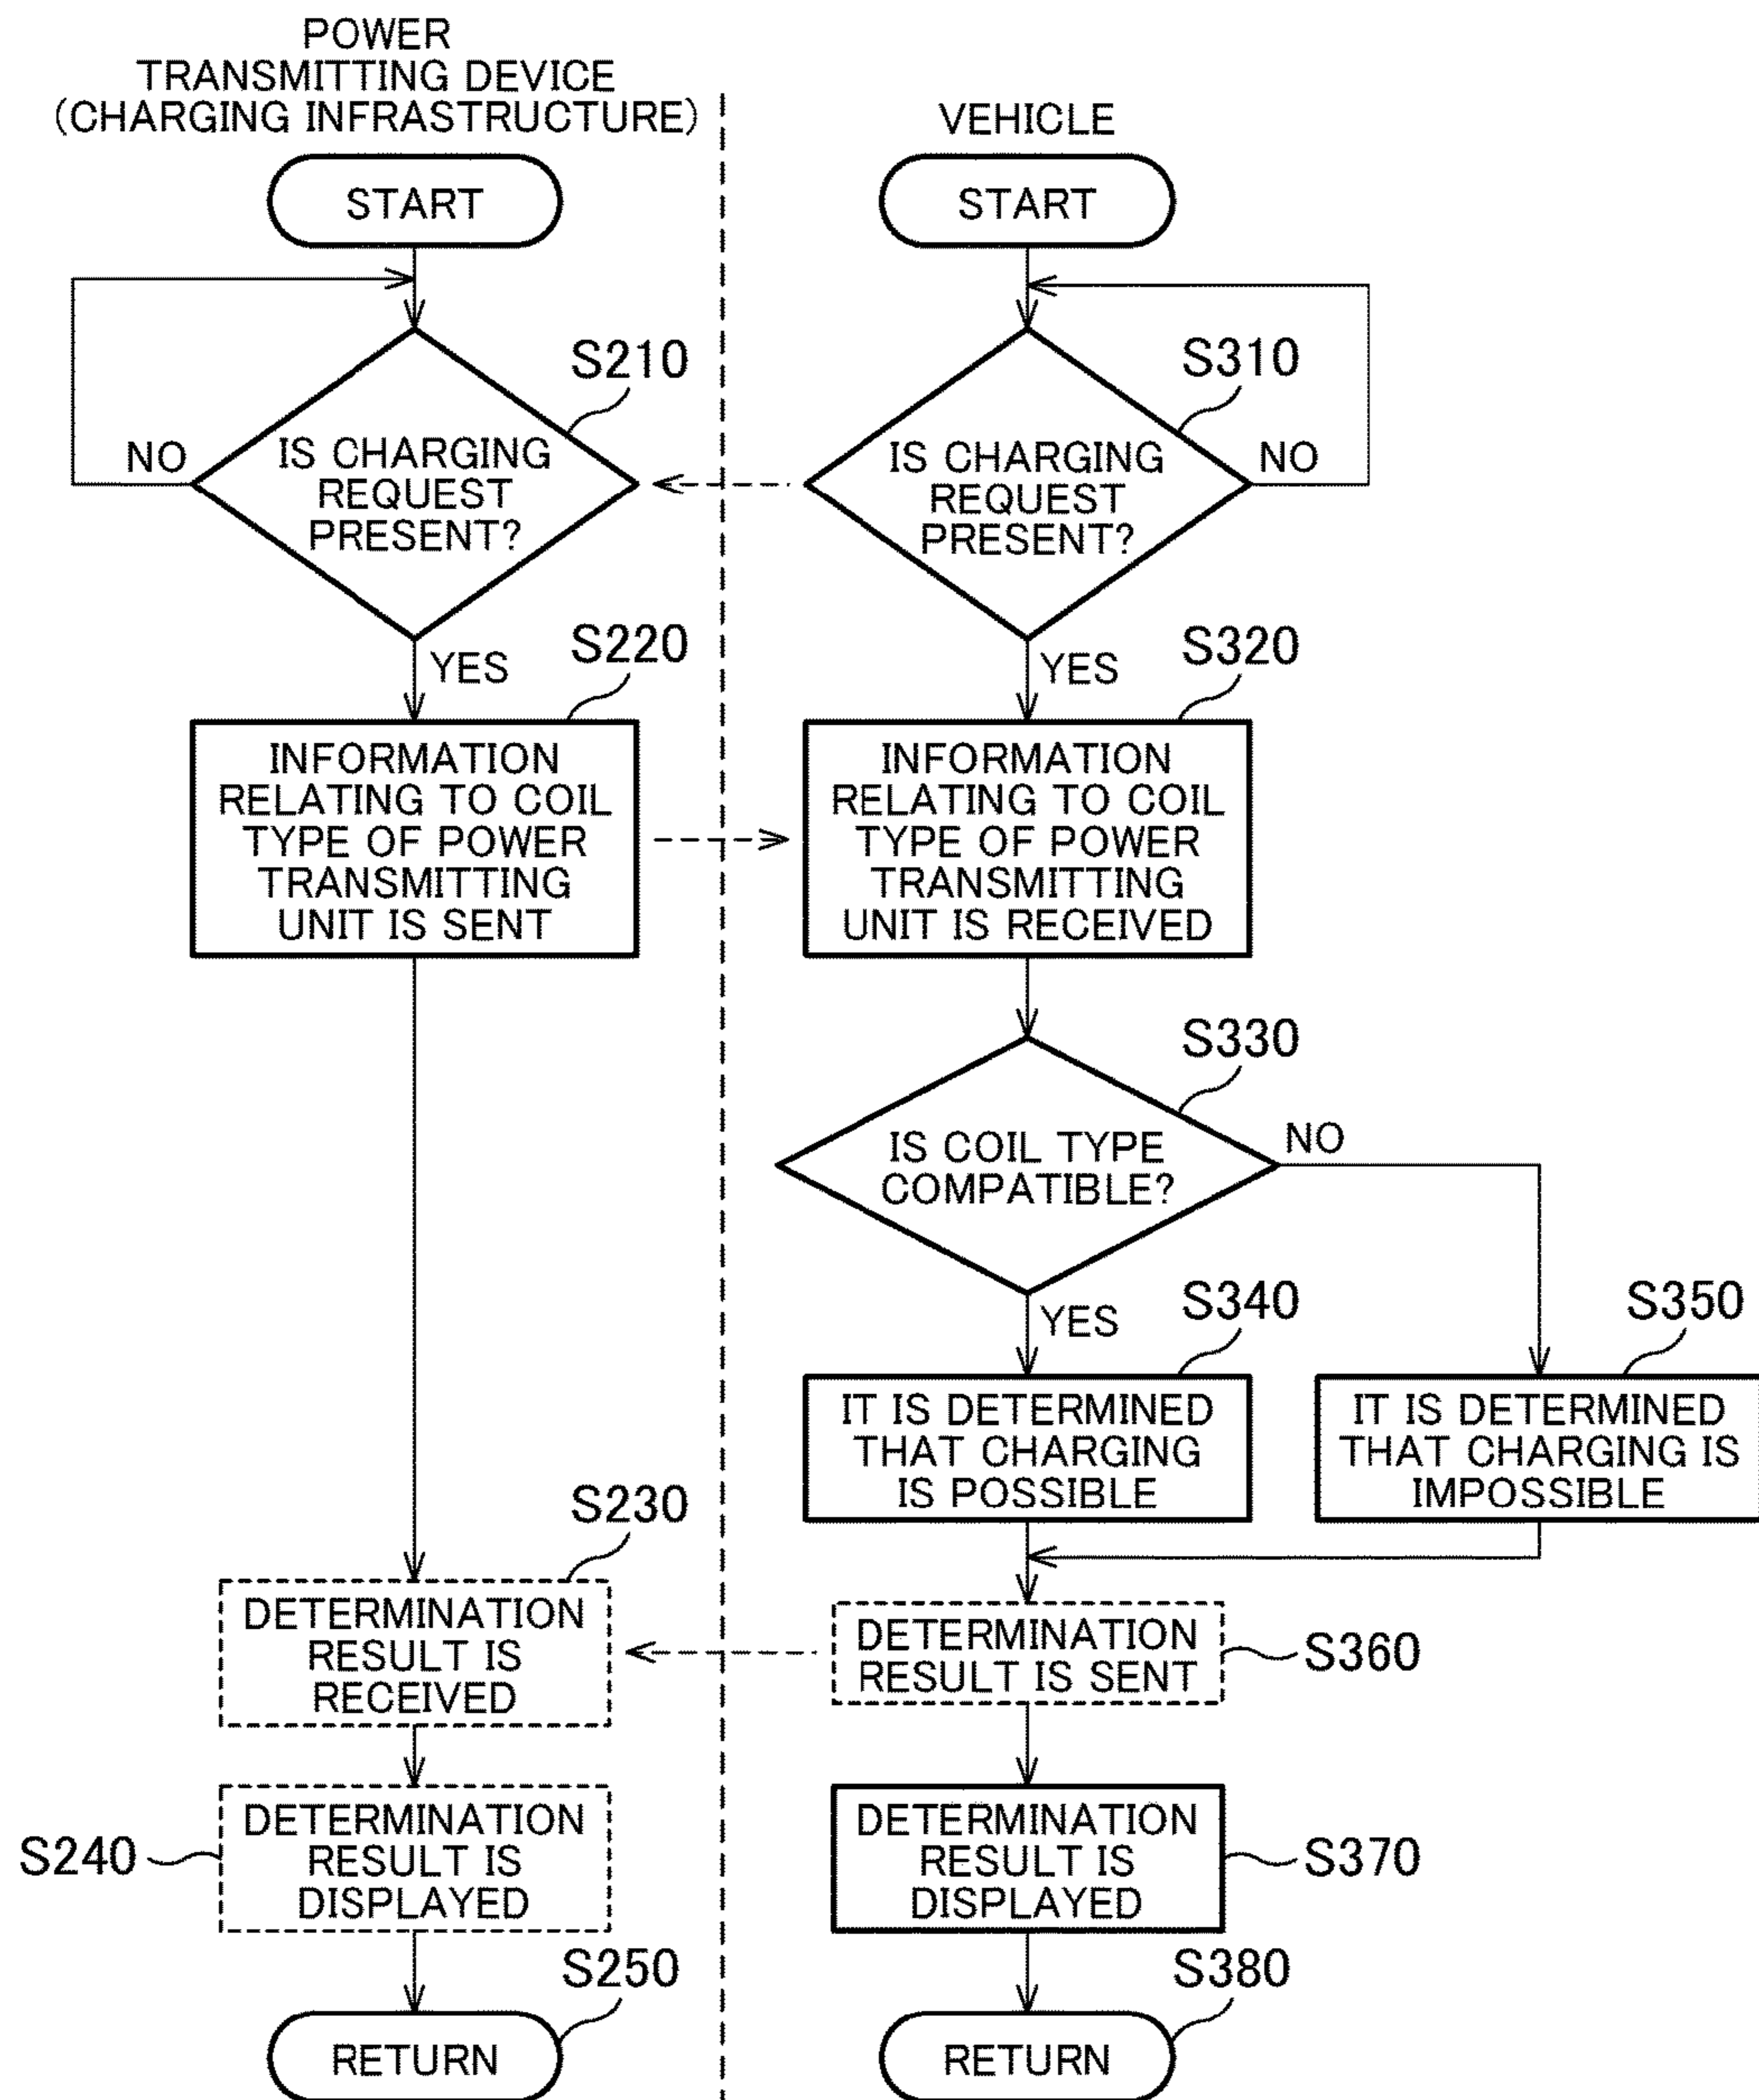 POWER
TRANSMITTING DEVICE
(CHARGING INFRASTRUCTURE)
START
S210
IS CHARGING
REQUEST
PRESENT?
NO
YES
S220
INFORMATION
RELATING TO COIL
TYPE OF POWER
TRANSMITTING
UNIT IS SENT
S230
DETERMINATION
RESULT IS
RECEIVED
S240
DETERMINATION
RESULT IS
DISPLAYED
S250
RETURN
VEHICLE
START
S310
IS CHARGING
REQUEST
PRESENT?
NO
YES
S320
INFORMATION
RELATING TO COIL
TYPE OF POWER
TRANSMITTING
UNIT IS RECEIVED
S330
IS COIL TYPE
COMPATIBLE?
NO
YES
S340
IT IS DETERMINED
THAT CHARGING
IS POSSIBLE
S350
IT IS DETERMINED
THAT CHARGING IS
IMPOSSIBLE
DETERMINATION
RESULT IS SENT
S360
DETERMINATION
RESULT IS
DISPLAYED
S370
S380
RETURN